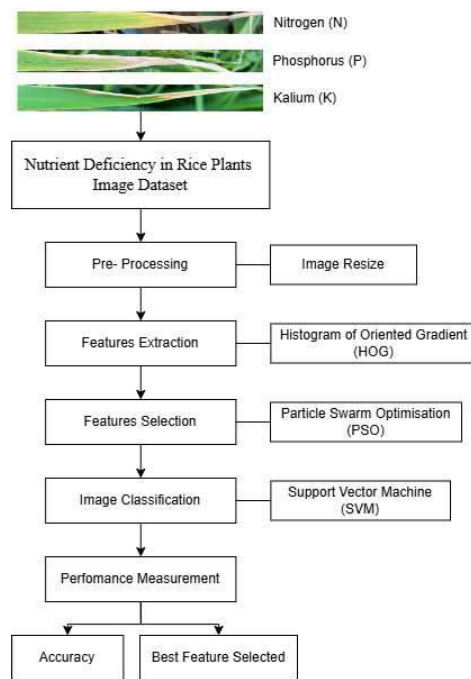 Nitrogen (N)
Phosphorus (P)
Kalium (K)
Nutrient Deficiency in Rice Plants
Image Dataset
Pre- Processing
Image Resize
Features Extraction
Histogram of Oriented Gradient
(HOG)
Features Selection
Particle Swarm Optimisation
(PSO)
Image Classification
Support Vector Machine
(SVM)
Perfomance Measurement
Accuracy
Best Feature Selected